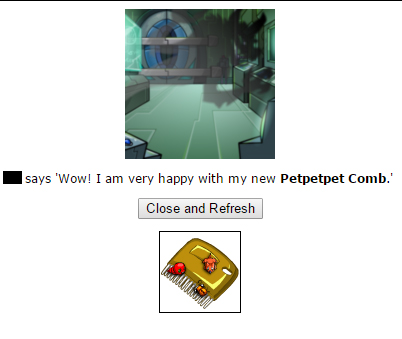 says 'Wow! I am very happy with my new Petpetpet Comb.'
Close and Refresh